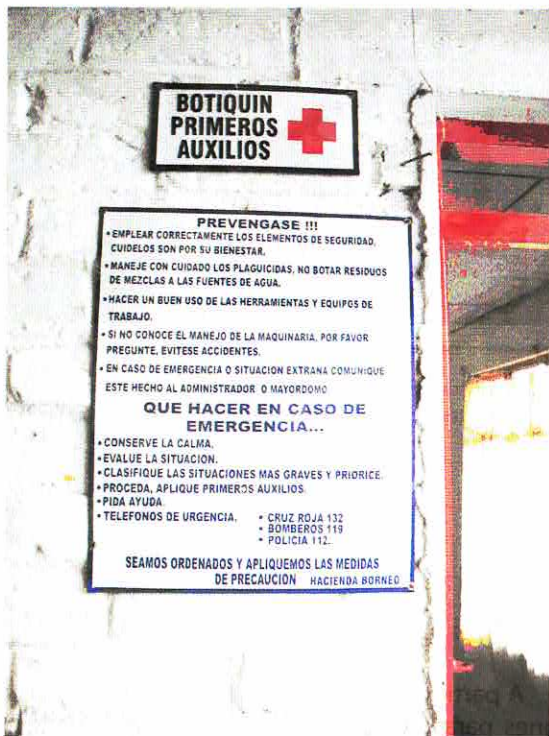 BOTIQUIN
PRIMEROS
AUXILIOS
PREVENGASE !!!
• EMPLEAR CORRECTAMENTE LOS ELEMENTOS DE SEGURIDAD,
CUIDELOS SON POR SU BIENESTAR.
• MANEJE CON CUIDADO LOS PLAGUICIDAS, NO BOTAR RESIDUOS
DE MEZCLAS A LAS FUENTES DE AGUA.
• HACER UN BUEN USO DE LAS HERRAMIENTAS Y EQUIPOS DE
TRABAJO.
• SI NO CONOCE EL MANEJO DE LA MAQUINARIA, POR FAVOR
PREGUNTE, EVITESE ACCIDENTES.
• EN CASO DE EMERGENCIA O SITUACION EXTRANA COMUNIQUE
ESTE HECHO AL ADMINISTRADOR O MAYORDOMO
QUE HACER EN CASO DE
EMERGENCIA...
• CONSERVE LA CALMA.
• EVALUE LA SITUACION.
• CLASIFIQUE LAS SITUACIONES MAS GRAVES Y PRIORICE.
• PROCEDA, APLIQUE PRIMEROS AUXILIOS.
• PIDA AYUDA.
• TELEFONOS DE URGENCIA. • CRUZ ROJA 132
• BOMBEROS 119
• POLICIA 112.
SEAMOS ORDENADOS Y APLIQUEMOS LAS MEDIDAS
DE PRECAUCION HACIENDA BORNEO